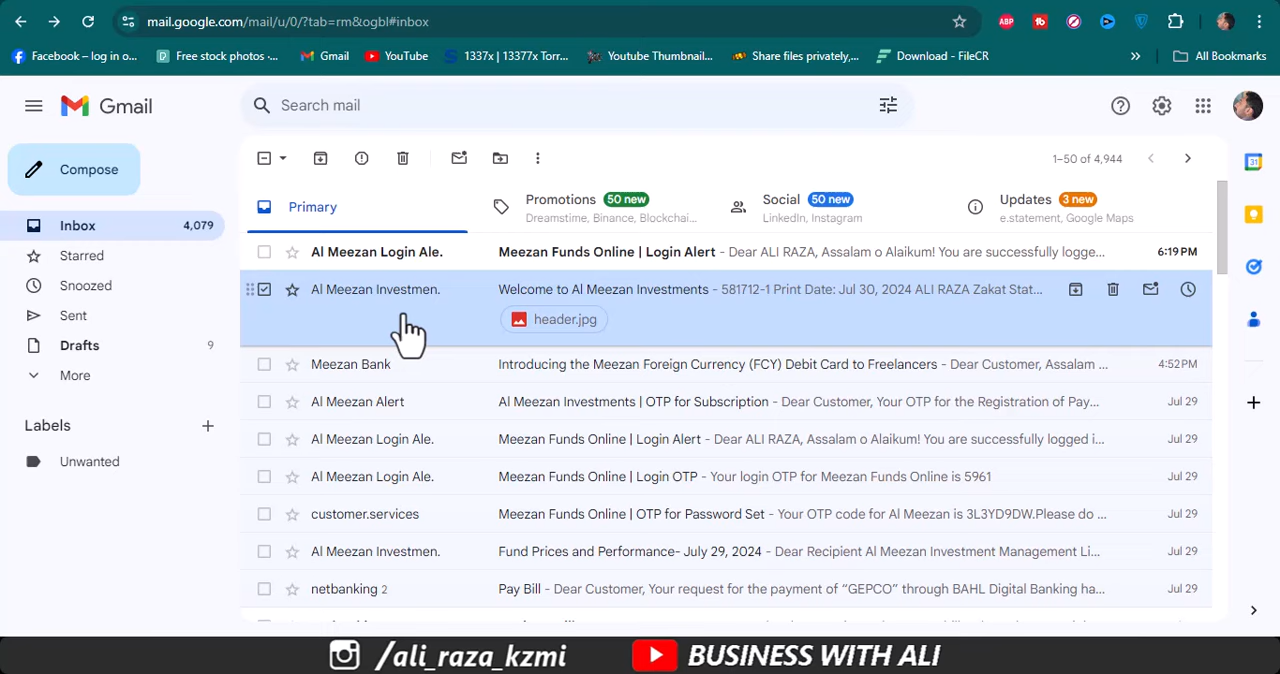 mail.google.com/mail/u/0/?tab=rm&ogbl#inbox
ABP
tb
Facebook – log in o...
Free stock photos -...
Gmail
YouTube
1337x | 13377x Torr...
Youtube Thumbnail...
Share files privately,...
Download - FileCR
»
All Bookmarks
Gmail
Search mail
Compose
1–50 of 4,944
31
Inbox 4,079
Starred
Snoozed
Sent
Drafts 9
More
Labels
Unwanted
Primary
Promotions 50 new
Dreamstime, Binance, Blockchai...
Social 50 new
LinkedIn, Instagram
Updates 3 new
e.statement, Google Maps
Al Meezan Login Ale. Meezan Funds Online | Login Alert - Dear ALI RAZA, Assalam o Alaikum! You are successfully logge... 6:19 PM
Al Meezan Investmen. Welcome to Al Meezan Investments - 581712-1 Print Date: Jul 30, 2024 ALI RAZA Zakat Stat...
header.jpg
Meezan Bank Introducing the Meezan Foreign Currency (FCY) Debit Card to Freelancers - Dear Customer, Assalam ... 4:52 PM
Al Meezan Alert Al Meezan Investments | OTP for Subscription - Dear Customer, Your OTP for the Registration of Pay... Jul 29
Al Meezan Login Ale. Meezan Funds Online | Login Alert - Dear ALI RAZA, Assalam o Alaikum! You are successfully logged i... Jul 29
Al Meezan Login Ale. Meezan Funds Online | Login OTP - Your login OTP for Meezan Funds Online is 5961 Jul 29
customer.services Meezan Funds Online | OTP for Password Set - Your OTP code for Al Meezan is 3L3YD9DW.Please do ... Jul 29
Al Meezan Investmen. Fund Prices and Performance- July 29, 2024 - Dear Recipient Al Meezan Investment Management Li... Jul 29
netbanking 2 Pay Bill - Dear Customer, Your request for the payment of “GEPCO” through BAHL Digital Banking ha... Jul 29
/ali_raza_kzmi BUSINESS WITH ALI